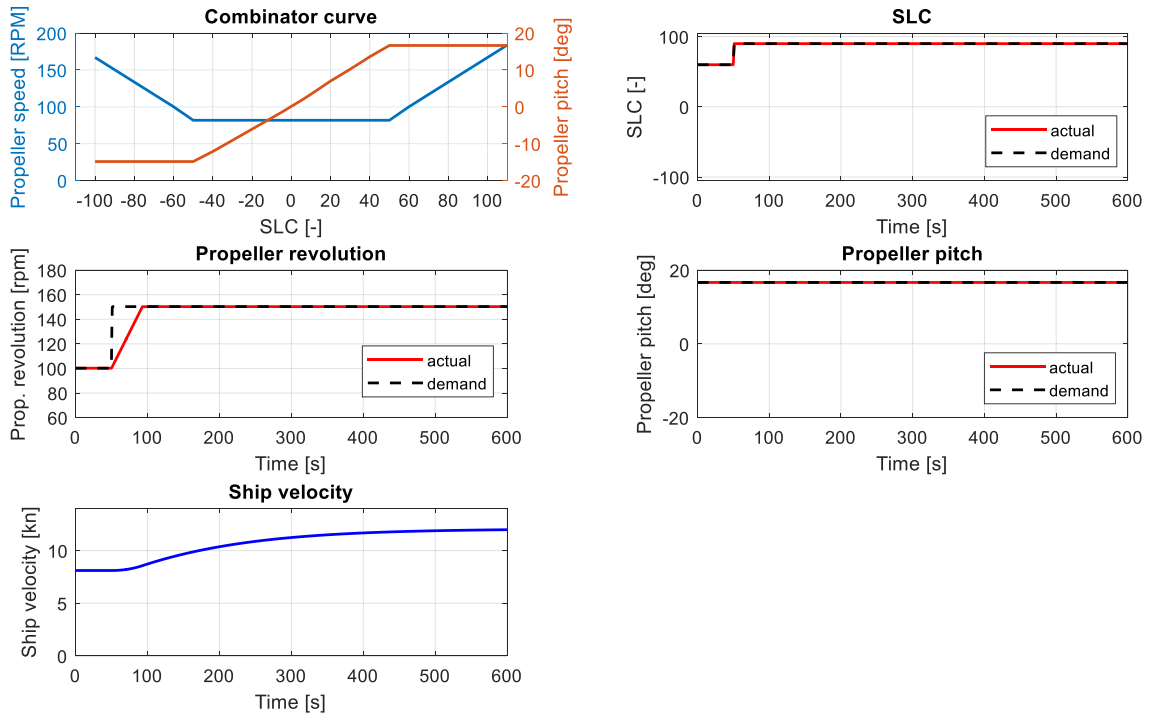 Combinator curve
Propeller speed [RPM]
200
150
100
50
0
20
10
0
-10
-20
Propeller pitch [deg]
-100 -80 -60 -40 -20 0 20 40 60 80 100
SLC [-]
SLC
SLC [-]
100
0
-100
actual
demand
0 100 200 300 400 500 600
Time [s]
Propeller revolution
Prop. revolution [rpm]
180
160
140
120
100
80
60
actual
demand
0 100 200 300 400 500 600
Time [s]
Propeller pitch
Propeller pitch [deg]
20
0
-20
actual
demand
0 100 200 300 400 500 600
Time [s]
Ship velocity
Ship velocity [kn]
10
5
0
0 100 200 300 400 500 600
Time [s]